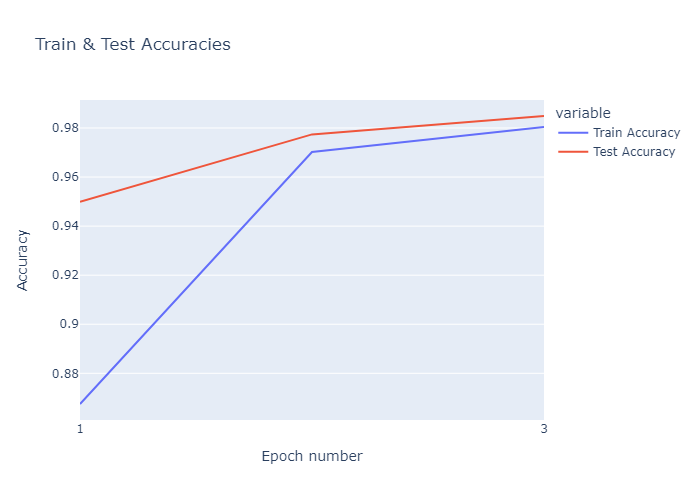 Train & Test Accuracies
variable
Train Accuracy
Test Accuracy
Accuracy
0.98
0.96
0.94
0.92
0.9
0.88
1
3
Epoch number